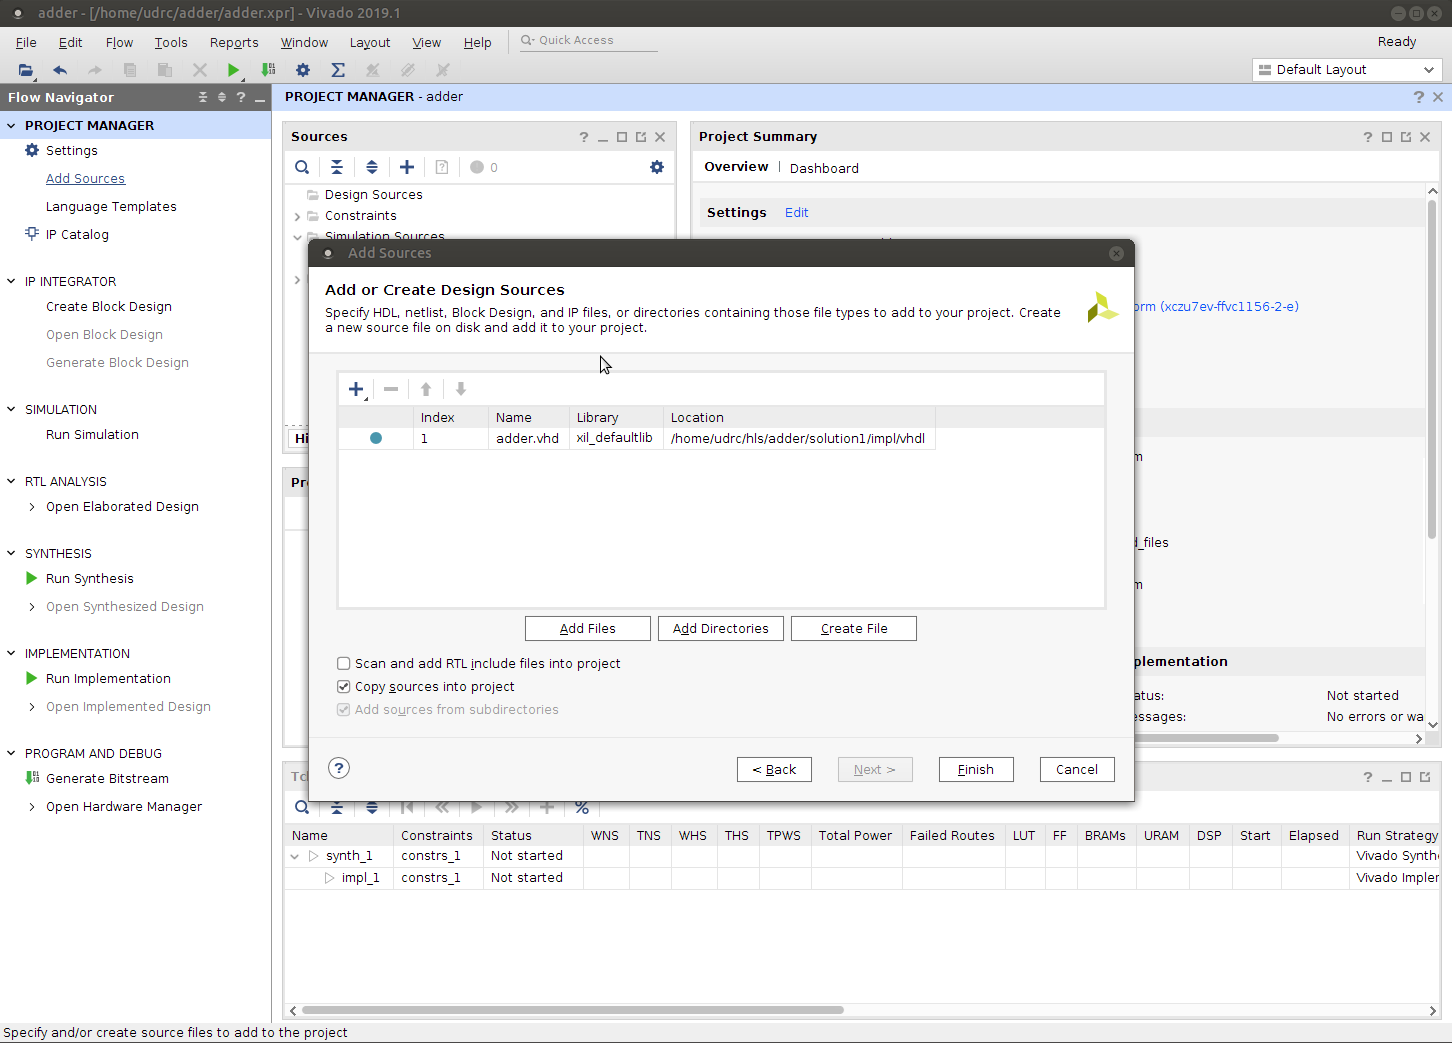 adder - [/home/udrc/adder/adder.xpr] - Vivado 2019.1
File Edit Flow Tools Reports Window Layout View Help
Quick Access
Ready
Default Layout
Flow Navigator
PROJECT MANAGER
Settings
Add Sources
Language Templates
IP Catalog
IP INTEGRATOR
Create Block Design
Open Block Design
Generate Block Design
SIMULATION
Run Simulation
RTL ANALYSIS
Open Elaborated Design
SYNTHESIS
Run Synthesis
Open Synthesized Design
IMPLEMENTATION
Run Implementation
Open Implemented Design
PROGRAM AND DEBUG
Generate Bitstream
Open Hardware Manager
PROJECT MANAGER - adder
Sources
0
Design Sources
Constraints
Simulation Sources
Project Summary
Overview | Dashboard
Settings Edit
orm (xczu7ev-ffvc1156-2-e)
d_files
plementation
atus: Not started
essages: No errors or wa
Add Sources
Add or Create Design Sources
Specify HDL, netlist, Block Design, and IP files, or directories containing those file types to add to your project. Create
a new source file on disk and add it to your project.
Index Name Library Location
1 adder.vhd xil_defaultlib /home/udrc/hls/adder/solution1/impl/vhdl
Add Files Add Directories Create File
Scan and add RTL include files into project
Copy sources into project
Add sources from subdirectories
? < Back Next > Finish Cancel
Name Constraints Status WNS TNS WHS THS TPWS Total Power Failed Routes LUT FF BRAMs URAM DSP Start Elapsed Run Strategy
synth_1 constrs_1 Not started Vivado Synth
impl_1 constrs_1 Not started Vivado Impler
Specify and/or create source files to add to the project